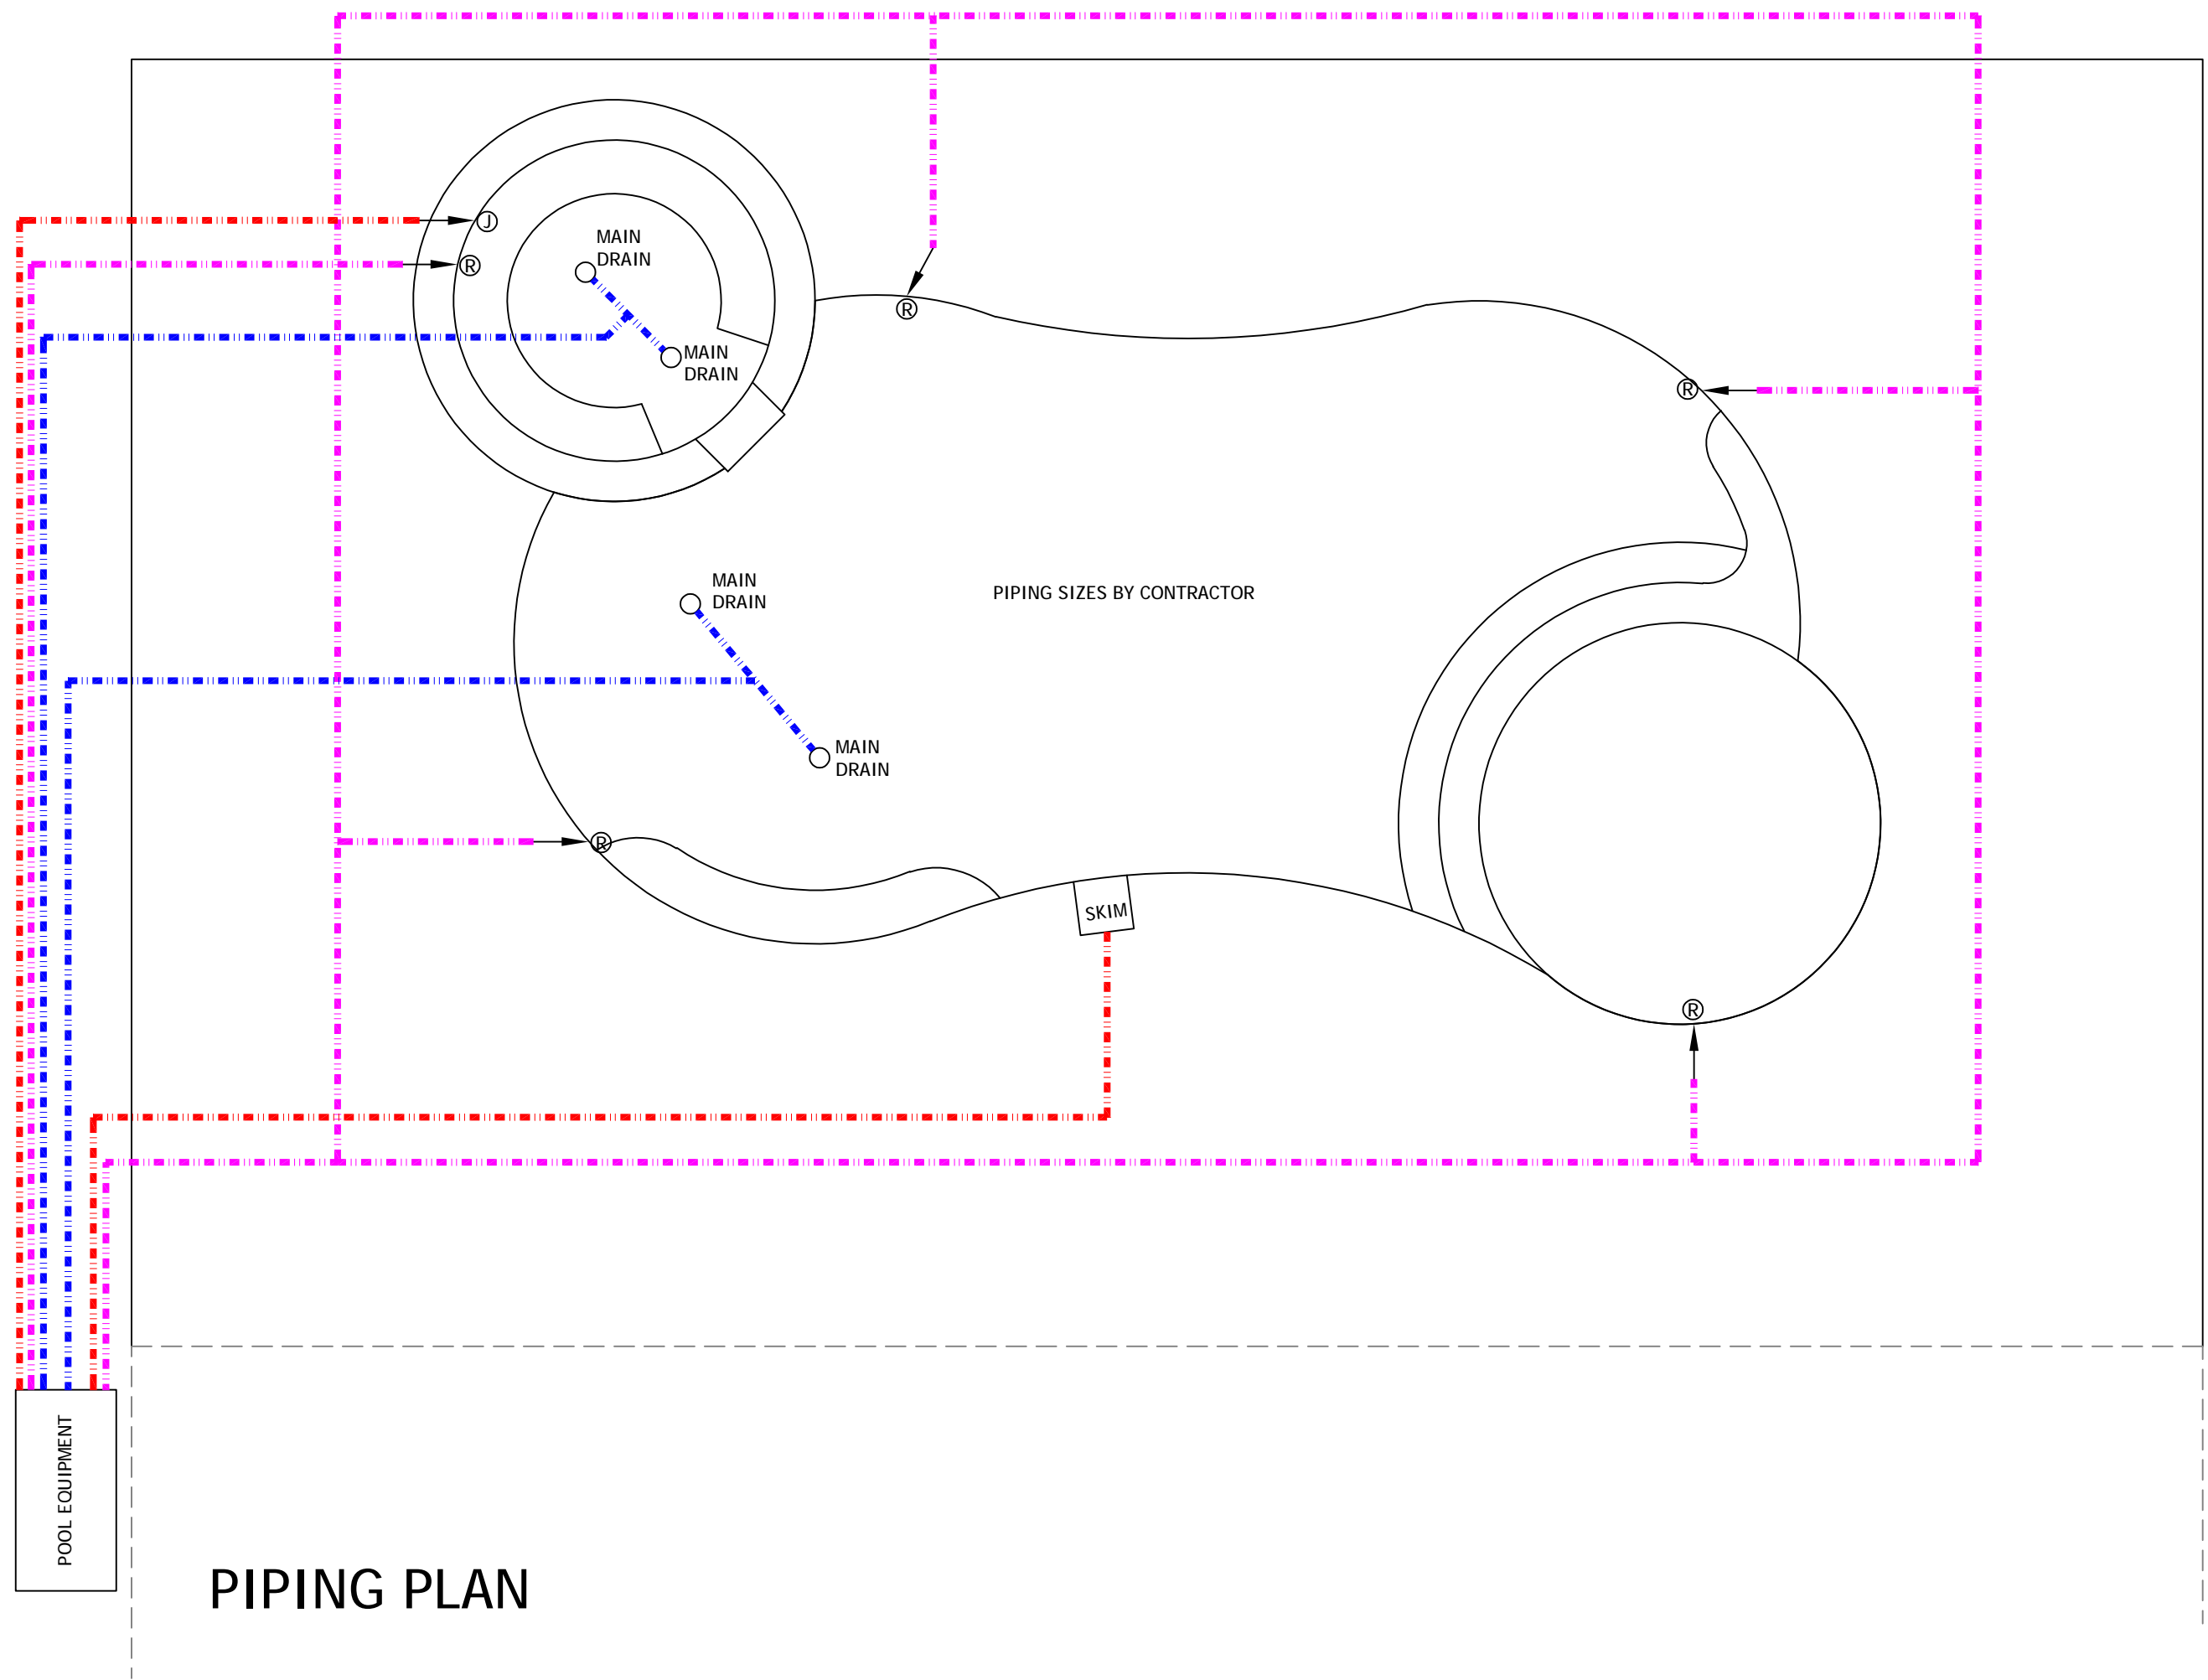 J
MAIN
DRAIN
R
R
MAIN
DRAIN
R
MAIN
DRAIN
PIPING SIZES BY CONTRACTOR
MAIN
DRAIN
R
SKIM
R
POOL EQUIPMENT
PIPING PLAN